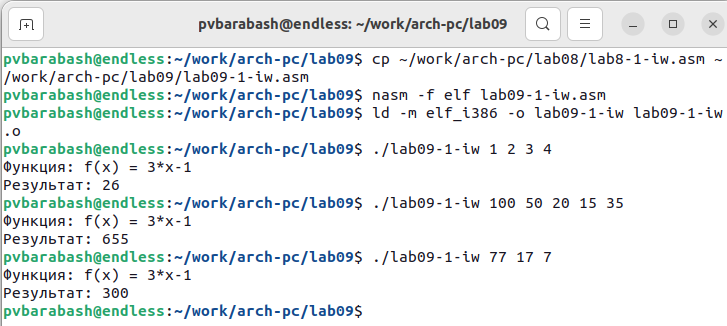 pvbarabash@endless: ~/work/arch-pc/lab09
pvbarabash@endless:~/work/arch-pc/lab09$ cp ~/work/arch-pc/lab08/lab8-1-iw.asm ~
/work/arch-pc/lab09/lab09-1-iw.asm
pvbarabash@endless:~/work/arch-pc/lab09$ nasm -f elf lab09-1-iw.asm
pvbarabash@endless:~/work/arch-pc/lab09$ ld -m elf_i386 -o lab09-1-iw lab09-1-iw
.o
pvbarabash@endless:~/work/arch-pc/lab09$ ./lab09-1-iw 1 2 3 4
Функция: f(x) = 3*x-1
Результат: 26
pvbarabash@endless:~/work/arch-pc/lab09$ ./lab09-1-iw 100 50 20 15 35
Функция: f(x) = 3*x-1
Результат: 655
pvbarabash@endless:~/work/arch-pc/lab09$ ./lab09-1-iw 77 17 7
Функция: f(x) = 3*x-1
Результат: 300
pvbarabash@endless:~/work/arch-pc/lab09$